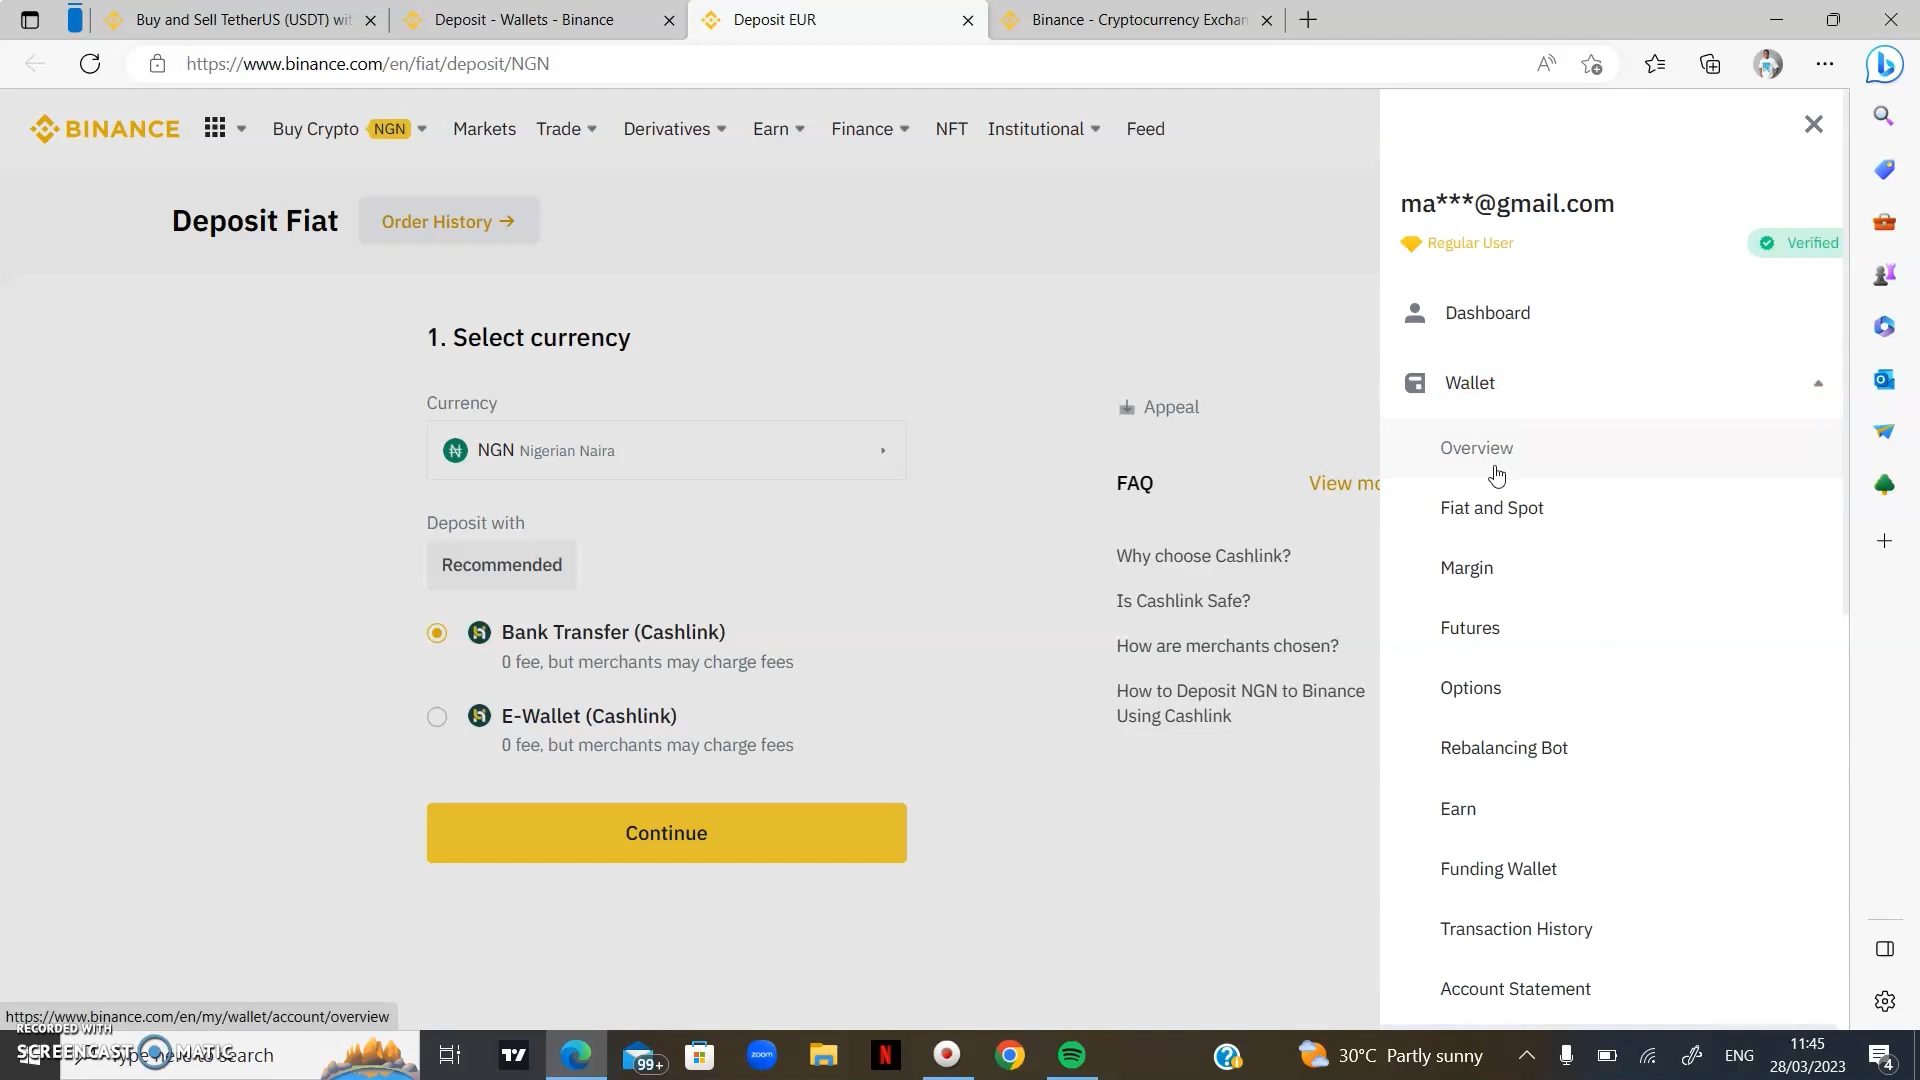 Buy and Sell TetherUS (USDT) wit
Deposit - Wallets - Binance
Deposit EUR
Binance - Cryptocurrency Exchan
https://www.binance.com/en/fiat/deposit/NGN
BINANCE
Buy Crypto NGN
Markets
Trade
Derivatives
Earn
Finance
NFT
Institutional
Feed
Deposit Fiat
Order History →
1. Select currency
Currency
NGN Nigerian Naira
Deposit with
Recommended
Bank Transfer (Cashlink)
0 fee, but merchants may charge fees
E-Wallet (Cashlink)
0 fee, but merchants may charge fees
Continue
Appeal
FAQ
View mo
Why choose Cashlink?
Is Cashlink Safe?
How are merchants chosen?
How to Deposit NGN to Binance
Using Cashlink
ma***@gmail.com
Regular User
Verified
Dashboard
Wallet
Overview
Fiat and Spot
Margin
Futures
Options
Rebalancing Bot
Earn
Funding Wallet
Transaction History
Account Statement
https://www.binance.com/en/my/wallet/account/overview
RECORDED WITH
SCREENCAST MATIC
Type here to search
99+
zoom
N
30°C Partly sunny
ENG
11:45
28/03/2023
4